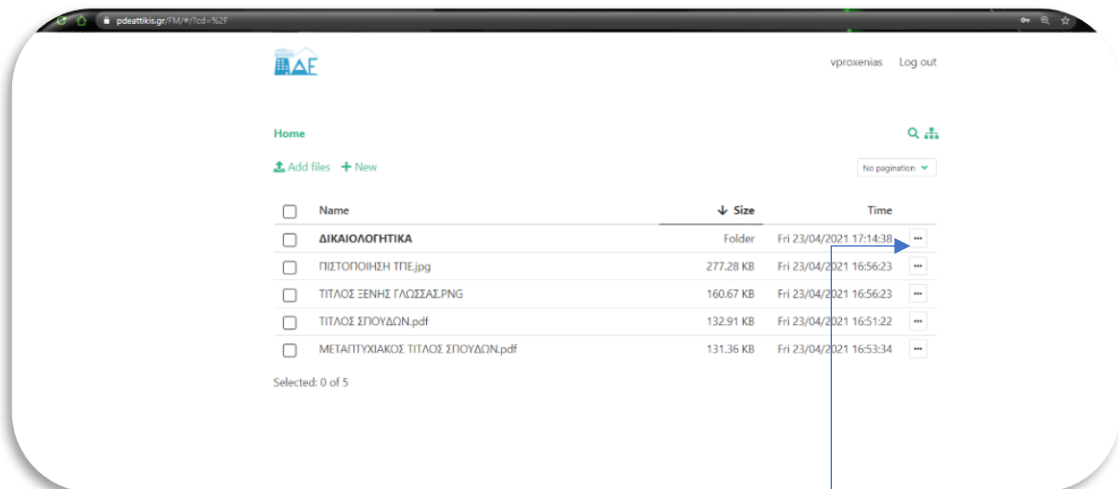 pdeattikis.gr/FM/#/?cd=%2F
ΔΕ
vproxenias Log out
Home
Add files + New
No pagination
Name ↓ Size Time
ΔΙΚΑΙΟΛΟΓΗΤΙΚΑ Folder Fri 23/04/2021 17:14:38
ΠΙΣΤΟΠΟΙΗΣΗ ΤΠΕ.jpg 277.28 KB Fri 23/04/2021 16:56:23
ΤΙΤΛΟΣ ΞΕΝΗΣ ΓΛΩΣΣΑΣ.PNG 160.67 KB Fri 23/04/2021 16:56:23
ΤΙΤΛΟΣ ΣΠΟΥΔΩΝ.pdf 132.91 KB Fri 23/04/2021 16:51:22
ΜΕΤΑΠΤΥΧΙΑΚΟΣ ΤΙΤΛΟΣ ΣΠΟΥΔΩΝ.pdf 131.36 KB Fri 23/04/2021 16:53:34
Selected: 0 of 5